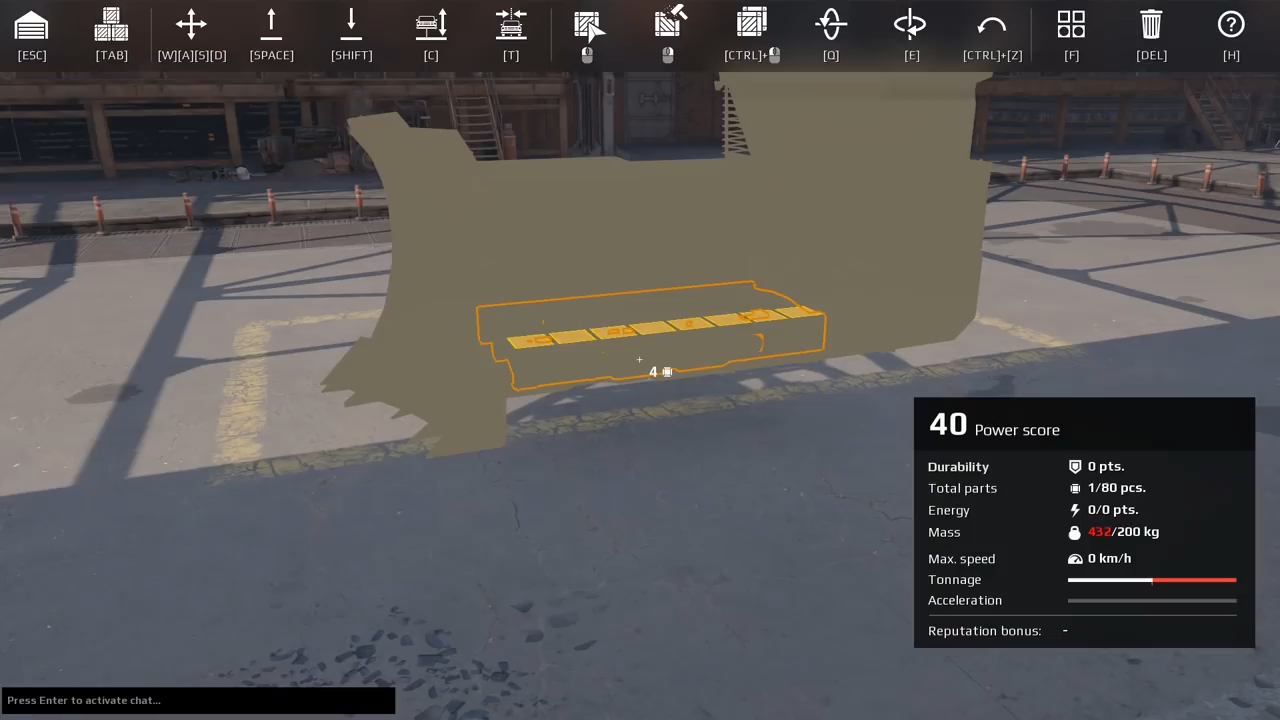 [ESC] [TAB] [W][A][S][D] [SPACE] [SHIFT] [C] [T] [CTRL]+ [Q] [E] [CTRL]+[Z] [F] [DEL] [H]
4
40 Power score
Durability 0 pts.
Total parts 1/80 pcs.
Energy 0/0 pts.
Mass 432/200 kg
Max. speed 0 km/h
Tonnage
Acceleration
Reputation bonus: -
Press Enter to activate chat...